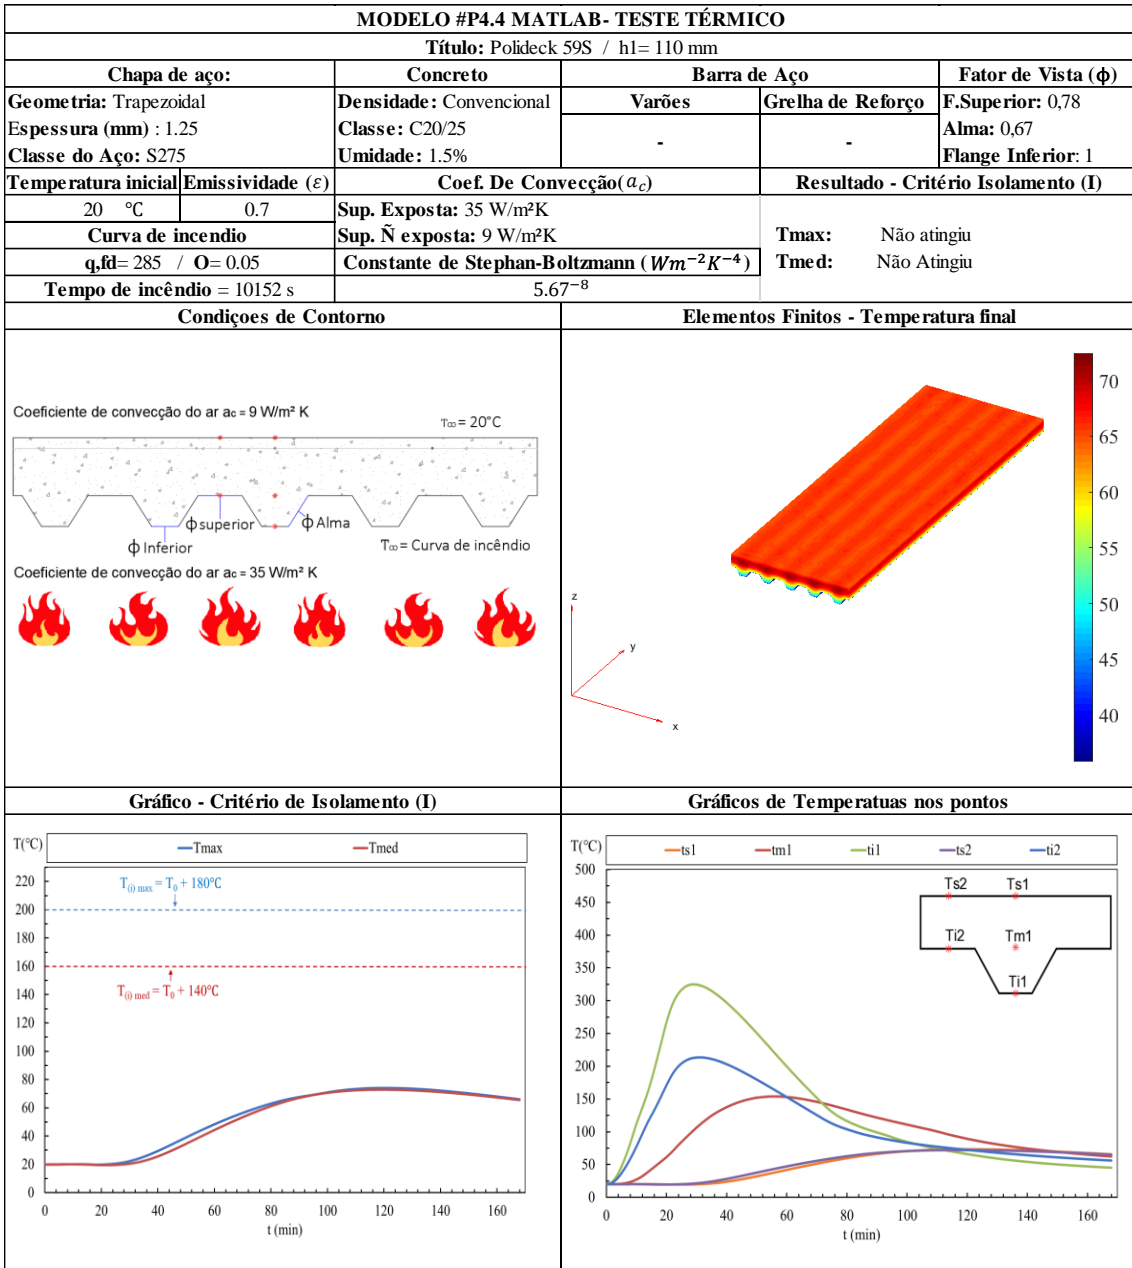 MODELO #P4.4 MATLAB- TESTE TÉRMICO
Título: Polideck 59S / h1= 110 mm
Chapa de aço: Concreto Barra de Aço Fator de Vista (ϕ)
Geometria: Trapezoidal
Espessura (mm) : 1.25
Classe do Aço: S275
Densidade: Convencional
Classe: C20/25
Umidade: 1.5%
Varões Grelha de Reforço
- -
F.Superior: 0,78
Alma: 0,67
Flange Inferior: 1
Temperatura inicial Emissividade (ε) Coef. De Convecção(a_c) Resultado - Critério Isolamento (I)
20 °C 0.7
Sup. Exposta: 35 W/m²K
Sup. Ñ exposta: 9 W/m²K
Curva de incendio
q,fd= 285 / O= 0.05
Tempo de incêndio = 10152 s
Constante de Stephan-Boltzmann (Wm⁻²K⁻⁴)
5.67⁻⁸
Tmax: Não atingiu
Tmed: Não Atingiu
Condiçoes de Contorno
Elementos Finitos - Temperatura final
Coeficiente de convecção do ar ac = 9 W/m² K
T∞ = 20°C
ϕ superior
ϕ Alma
ϕ Inferior
T∞ = Curva de incêndio
Coeficiente de convecção do ar ac = 35 W/m² K
z
y
x
70
65
60
55
50
45
40
Gráfico - Critério de Isolamento (I)
T(°C)
Tmax Tmed
220
200
180
160
140
120
100
80
60
40
20
0
T(i) max = T0 + 180°C
T(i) med = T0 + 140°C
0 20 40 60 80 100 120 140 160
t (min)
Gráficos de Temperatuas nos pontos
T(°C)
ts1 tm1 ti1 ts2 ti2
500
450
400
350
300
250
200
150
100
50
0
Ts2 Ts1
Ti2 Tm1
Ti1
0 20 40 60 80 100 120 140 160
t (min)